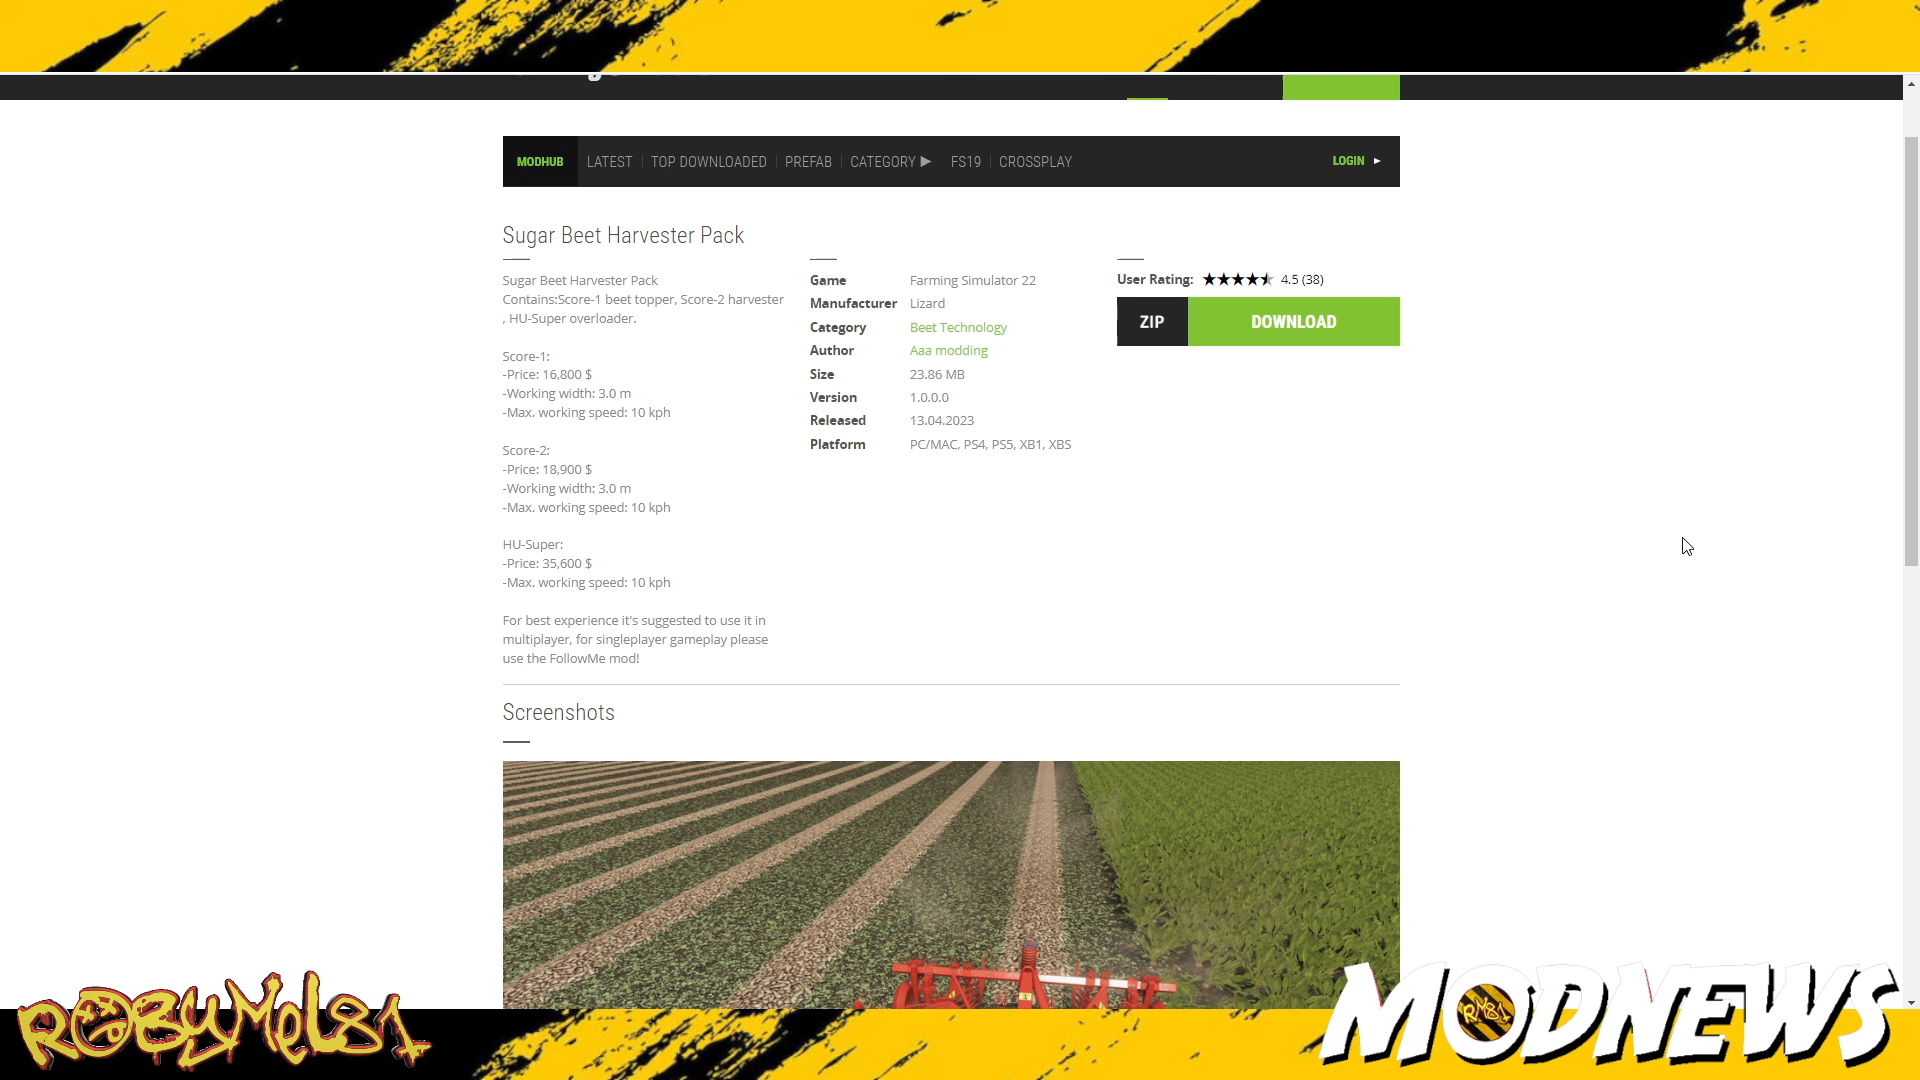 MODHUB LATEST TOP DOWNLOADED PREFAB CATEGORY ▶ FS19 CROSSPLAY LOGIN ►
Sugar Beet Harvester Pack
Sugar Beet Harvester Pack
Contains:Score-1 beet topper, Score-2 harvester
, HU-Super overloader.
Score-1:
-Price: 16,800 $
-Working width: 3.0 m
-Max. working speed: 10 kph
Score-2:
-Price: 18,900 $
-Working width: 3.0 m
-Max. working speed: 10 kph
HU-Super:
-Price: 35,600 $
-Max. working speed: 10 kph
For best experience it's suggested to use it in
multiplayer, for singleplayer gameplay please
use the FollowMe mod!
Game Farming Simulator 22
Manufacturer Lizard
Category Beet Technology
Author Aaa modding
Size 23.86 MB
Version 1.0.0.0
Released 13.04.2023
Platform PC/MAC, PS4, PS5, XB1, XBS
User Rating: 4.5 (38)
ZIP DOWNLOAD
Screenshots
RobyMel81
MODNEWS
RM81